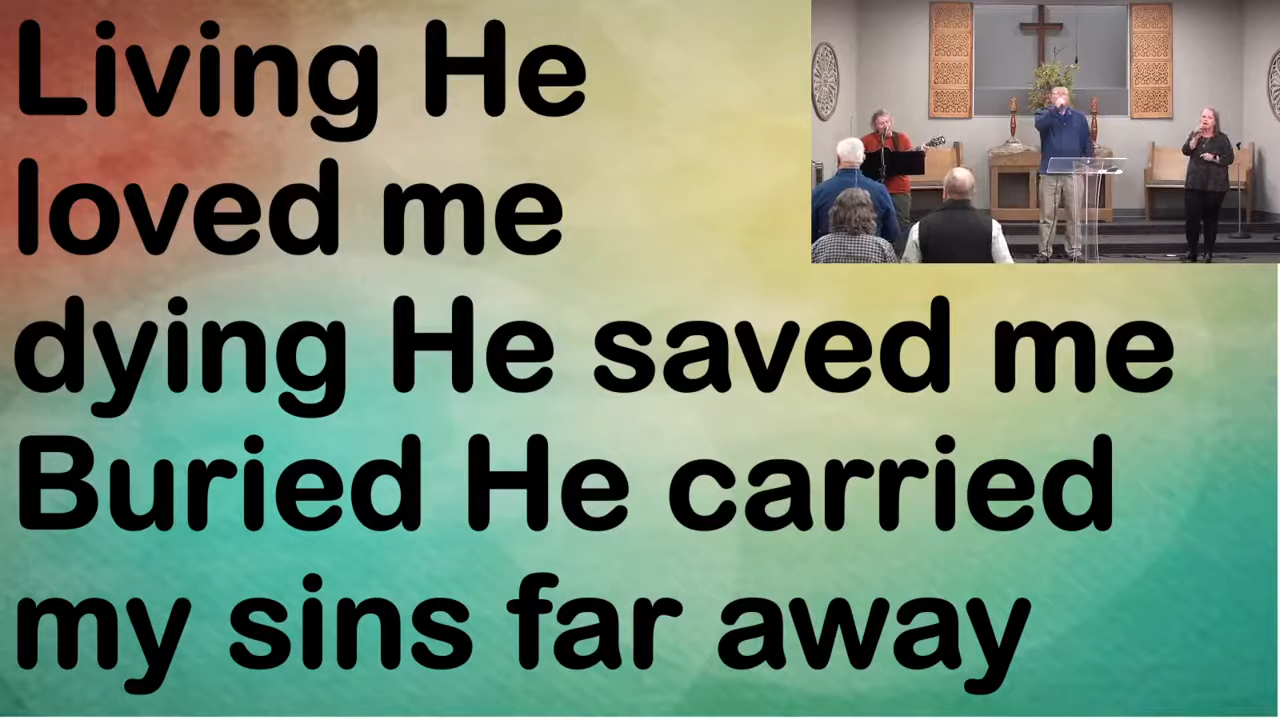 Living He
loved me
dying He saved me
Buried He carried
my sins far away